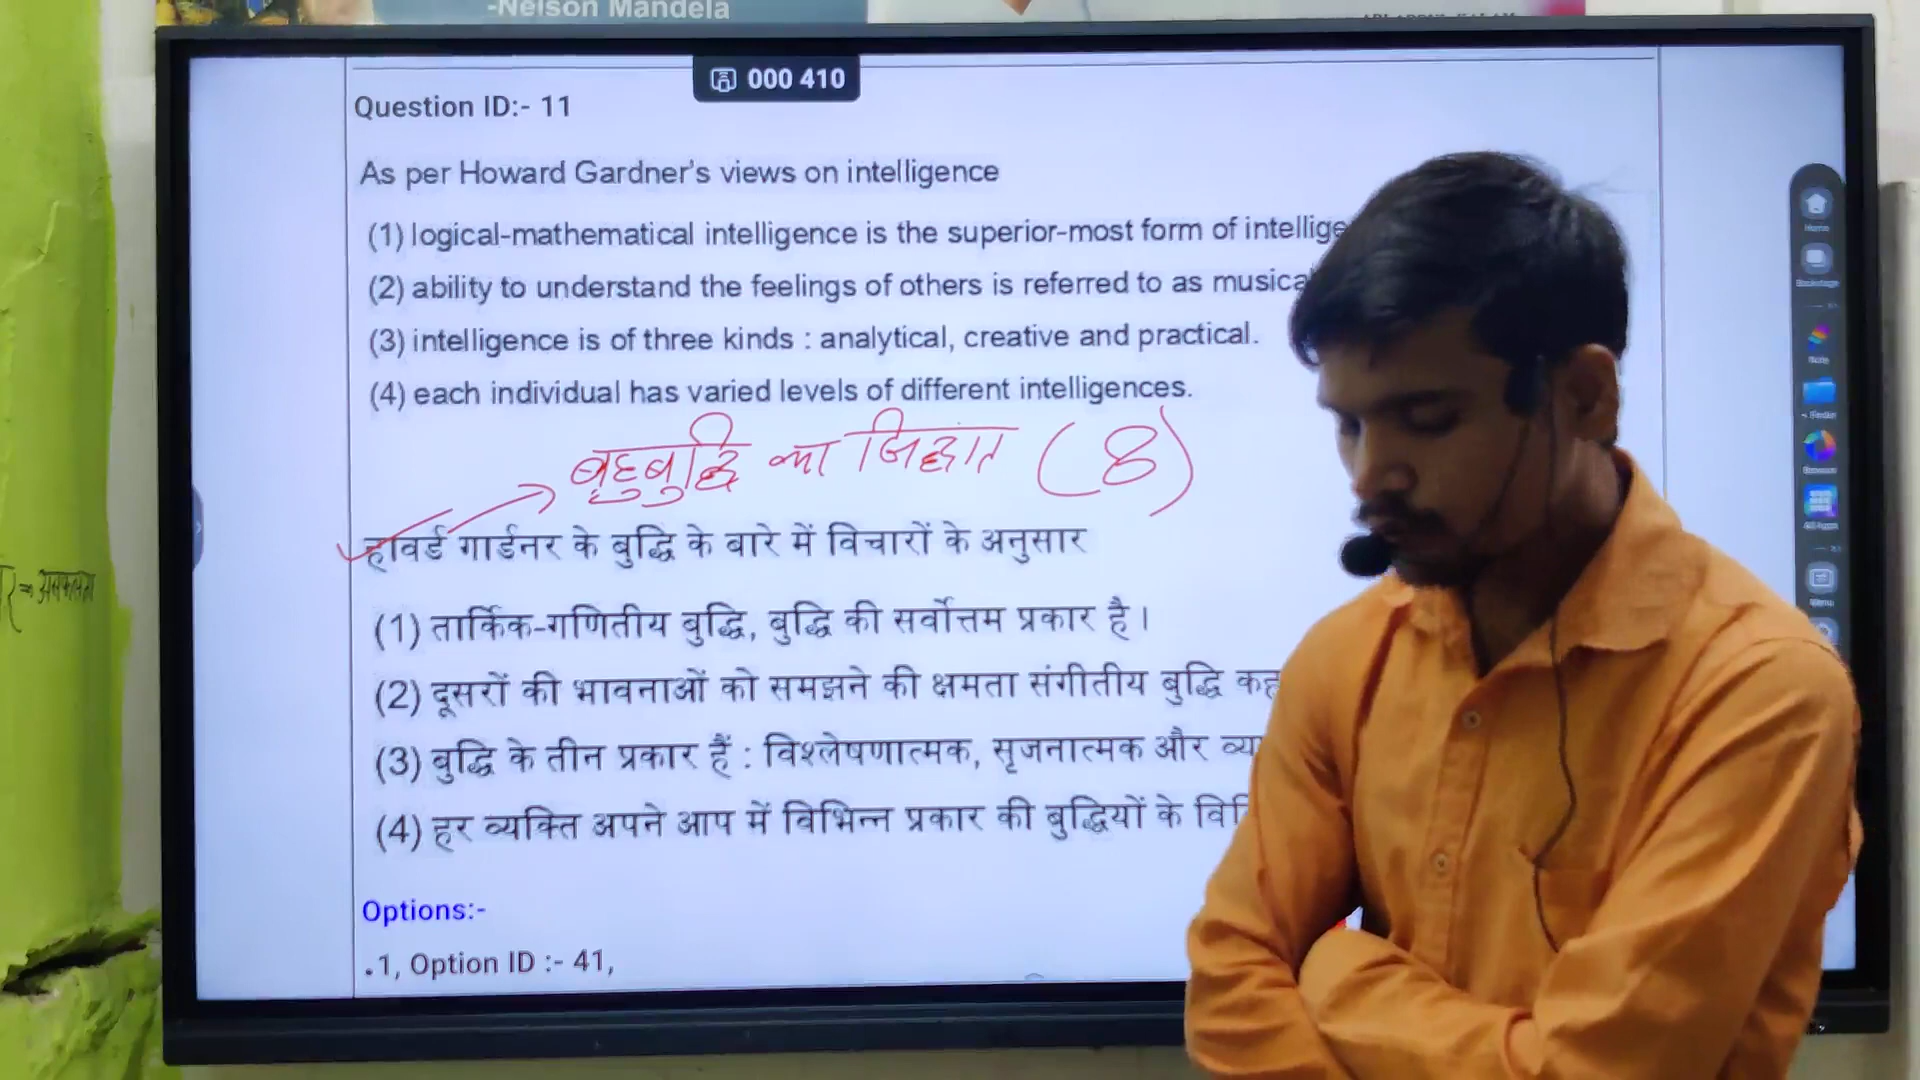 -Nelson Mandela
000 410
Question ID:- 11
As per Howard Gardner's views on intelligence
(1) logical-mathematical intelligence is the superior-most form of intellige
(2) ability to understand the feelings of others is referred to as musica
(3) intelligence is of three kinds : analytical, creative and practical.
(4) each individual has varied levels of different intelligences.
बहुबुद्धि का सिद्धांत (8)
हावर्ड गार्डनर के बुद्धि के बारे में विचारों के अनुसार
(1) तार्किक-गणितीय बुद्धि, बुद्धि की सर्वोत्तम प्रकार है।
(2) दूसरों की भावनाओं को समझने की क्षमता संगीतीय बुद्धि कह
(3) बुद्धि के तीन प्रकार हैं : विश्लेषणात्मक, सृजनात्मक और व्या
(4) हर व्यक्ति अपने आप में विभिन्न प्रकार की बुद्धियों के वि
Options:-
.1, Option ID :- 41,
Home
Note
Menu